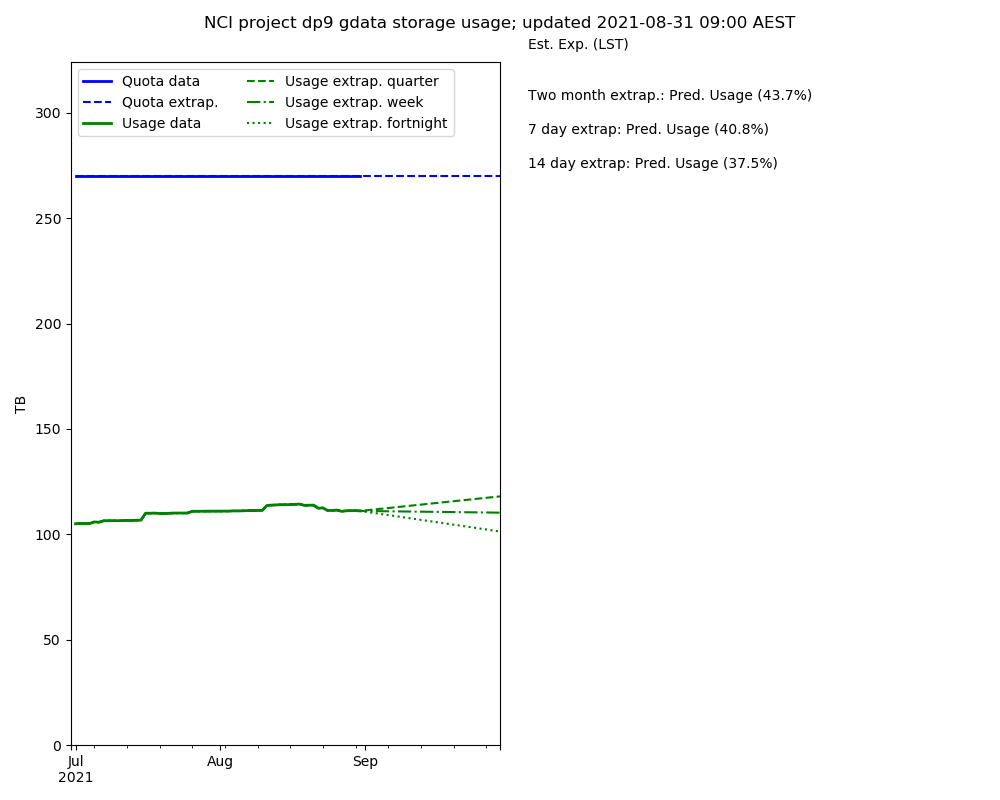 NCI project dp9 gdata storage usage; updated 2021-08-31 09:00 AEST
Est. Exp. (LST)
Two month extrap.: Pred. Usage (43.7%)
7 day extrap: Pred. Usage (40.8%)
14 day extrap: Pred. Usage (37.5%)
Quota data
Quota extrap.
Usage data
Usage extrap. quarter
Usage extrap. week
Usage extrap. fortnight
300
250
200
150
100
50
0
TB
Jul
2021
Aug
Sep